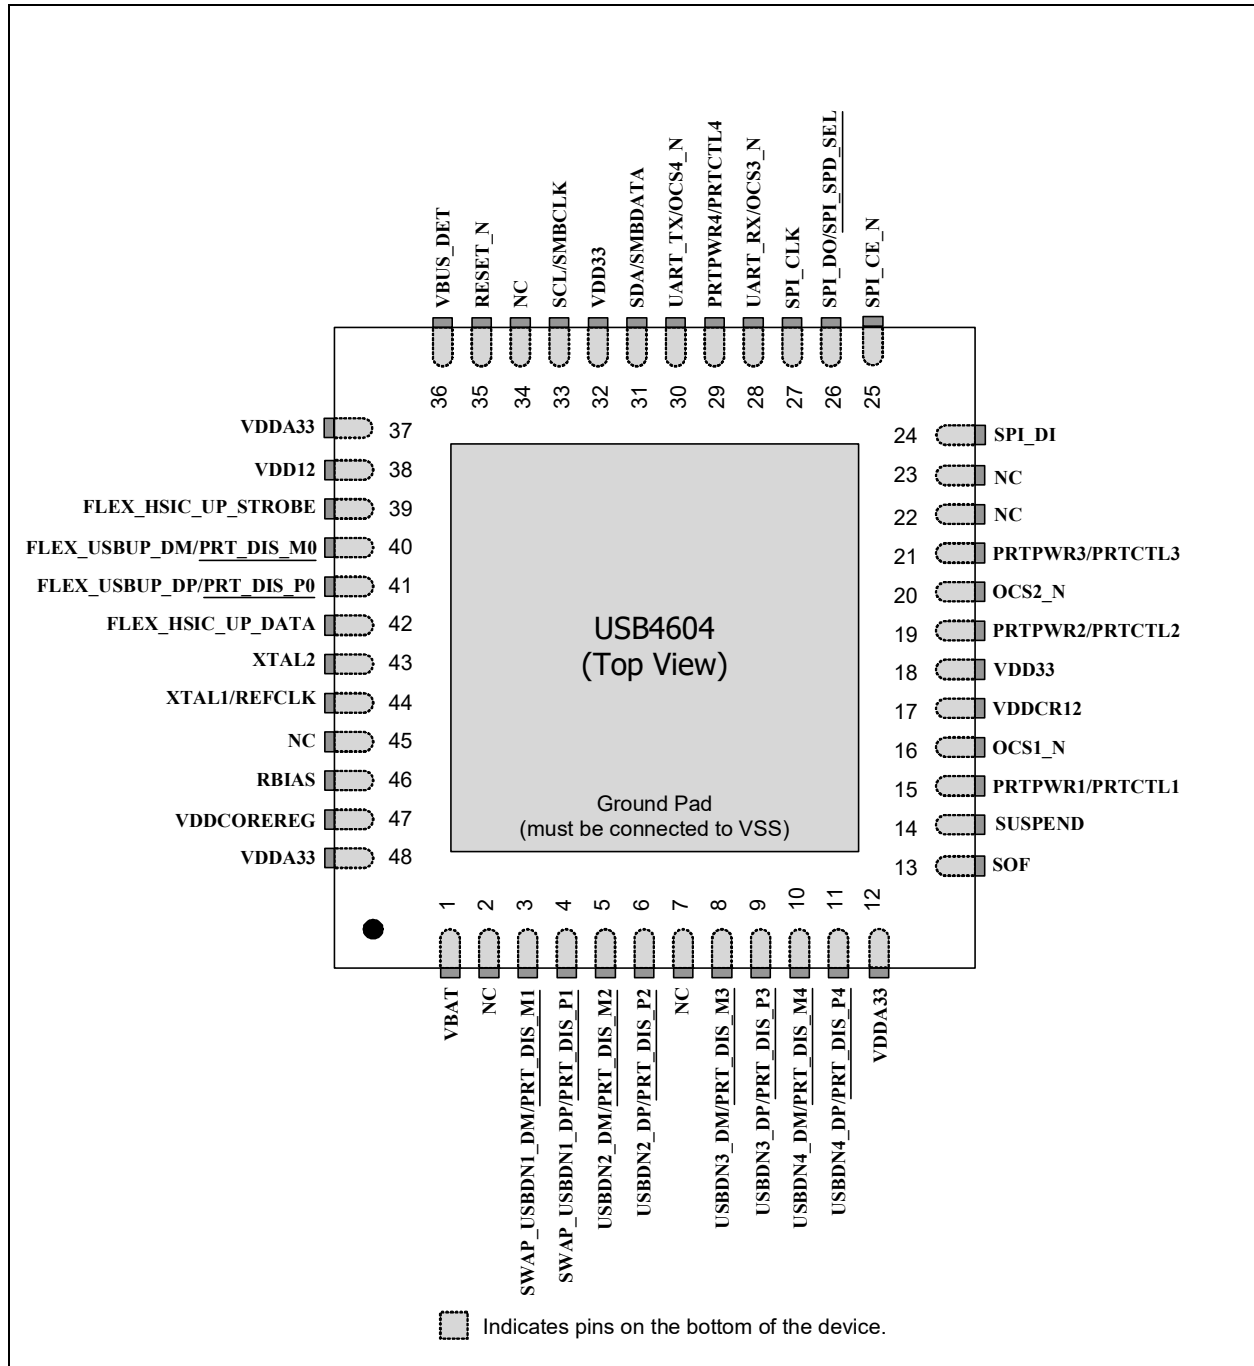 VBUS_DET
RESET_N
NC
SCL/SMBCLK
VDD33
SDA/SMBDATA
UART_TX/OCS4_N
PRTPWR4/PRTCTL4
UART_RX/OCS3_N
SPI_CLK
SPI_DO/SPI_SPD_SEL
SPI_CE_N
36
35
34
33
32
31
30
29
28
27
26
25
VDDA33 37
VDD12 38
FLEX_HSIC_UP_STROBE 39
FLEX_USBUP_DM/PRT_DIS_M0 40
FLEX_USBUP_DP/PRT_DIS_P0 41
FLEX_HSIC_UP_DATA 42
XTAL2 43
XTAL1/REFCLK 44
NC 45
RBIAS 46
VDDCOREREG 47
VDDA33 48
USB4604
(Top View)
Ground Pad
(must be connected to VSS)
24 SPI_DI
23 NC
22 NC
21 PRTPWR3/PRTCTL3
20 OCS2_N
19 PRTPWR2/PRTCTL2
18 VDD33
17 VDDCR12
16 OCS1_N
15 PRTPWR1/PRTCTL1
14 SUSPEND
13 SOF
1
2
3
4
5
6
7
8
9
10
11
12
VBAT
NC
SWAP_USBDN1_DM/PRT_DIS_M1
SWAP_USBDN1_DP/PRT_DIS_P1
USBDN2_DM/PRT_DIS_M2
USBDN2_DP/PRT_DIS_P2
NC
USBDN3_DM/PRT_DIS_M3
USBDN3_DP/PRT_DIS_P3
USBDN4_DM/PRT_DIS_M4
USBDN4_DP/PRT_DIS_P4
VDDA33
Indicates pins on the bottom of the device.